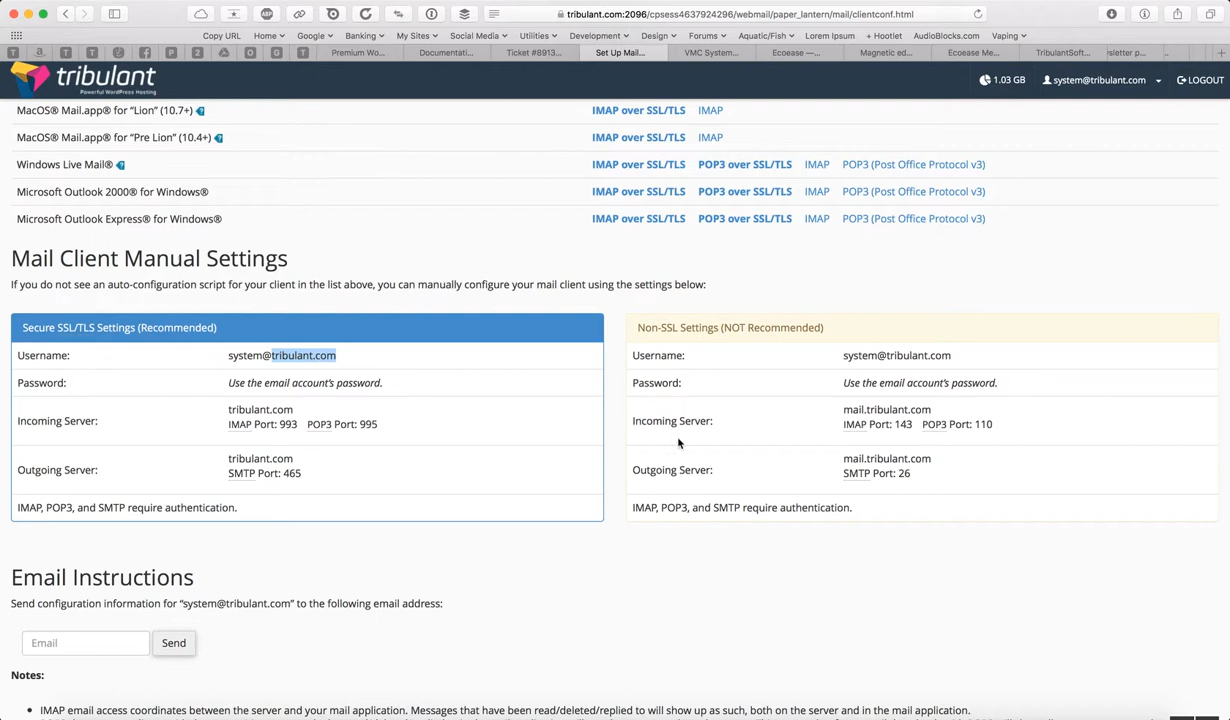 tribulant.com:2096/cpsess4637924296/webmail/paper_lantern/mail/clientconf.html
Copy URL Home Google Banking My Sites Social Media Utilities Development Design Forums Aquatic/Fish Lorem Ipsum + Hootlet AudioBlocks.com Vaping
Premium Wo... Documentati... Ticket #8913... Set Up Mail... VMC System... Ecoease —... Magnetic ed... Ecoease Me... TribulantSoft... sletter p...
tribulant
Powerful WordPress Hosting
1.03 GB system@tribulant.com LOGOUT
MacOS® Mail.app® for “Lion” (10.7+) IMAP over SSL/TLS IMAP
MacOS® Mail.app® for “Pre Lion” (10.4+) IMAP over SSL/TLS IMAP
Windows Live Mail® IMAP over SSL/TLS POP3 over SSL/TLS IMAP POP3 (Post Office Protocol v3)
Microsoft Outlook 2000® for Windows® IMAP over SSL/TLS POP3 over SSL/TLS IMAP POP3 (Post Office Protocol v3)
Microsoft Outlook Express® for Windows® IMAP over SSL/TLS POP3 over SSL/TLS IMAP POP3 (Post Office Protocol v3)
Mail Client Manual Settings
If you do not see an auto-configuration script for your client in the list above, you can manually configure your mail client using the settings below:
Secure SSL/TLS Settings (Recommended)
Username: system@tribulant.com
Password: Use the email account’s password.
Incoming Server: tribulant.com
IMAP Port: 993 POP3 Port: 995
Outgoing Server: tribulant.com
SMTP Port: 465
IMAP, POP3, and SMTP require authentication.
Non-SSL Settings (NOT Recommended)
Username: system@tribulant.com
Password: Use the email account’s password.
Incoming Server: mail.tribulant.com
IMAP Port: 143 POP3 Port: 110
Outgoing Server: mail.tribulant.com
SMTP Port: 26
IMAP, POP3, and SMTP require authentication.
Email Instructions
Send configuration information for “system@tribulant.com” to the following email address:
Email Send
Notes:
IMAP email access coordinates between the server and your mail application. Messages that have been read/deleted/replied to will show up as such, both on the server and in the mail application.